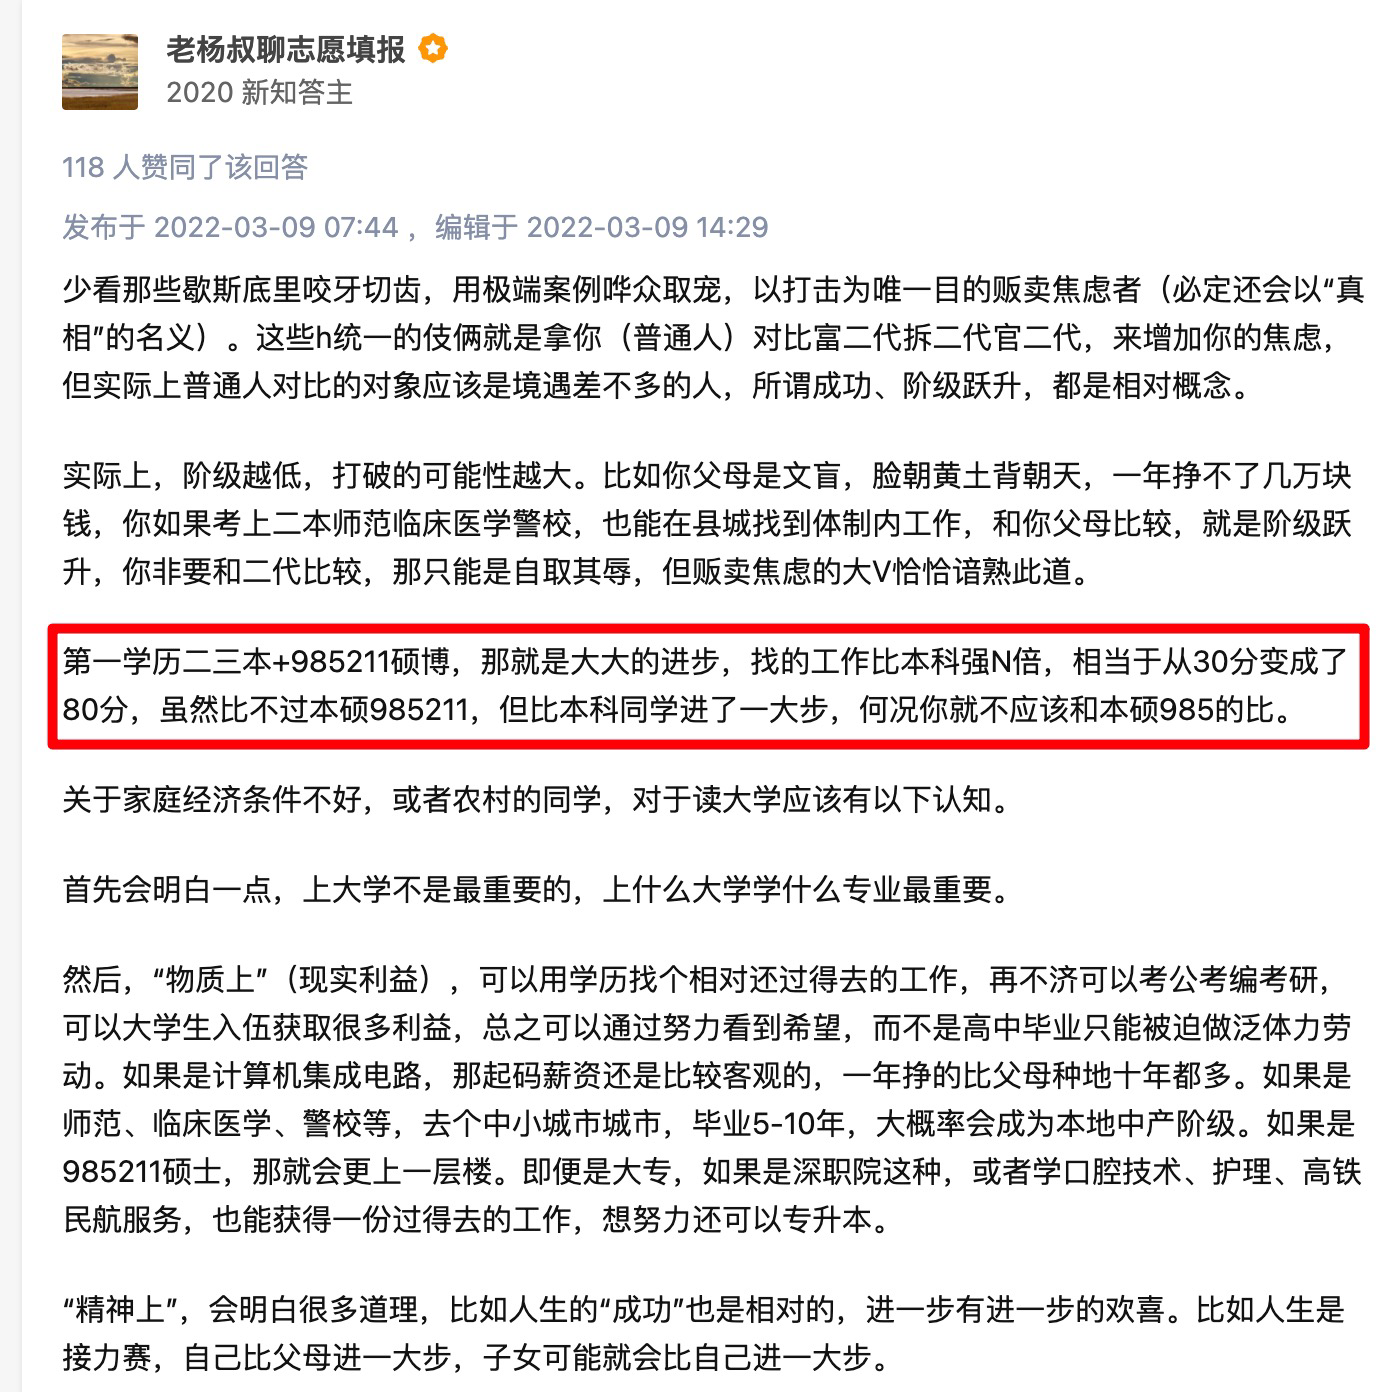 老杨叔聊志愿填报
2020 新知答主
118 人赞同了该回答
发布于 2022-03-09 07:44 ，编辑于 2022-03-09 14:29
少看那些歇斯底里咬牙切齿，用极端案例哗众取宠，以打击为唯一目的贩卖焦虑者（必定还会以“真
相”的名义）。这些h统一的伎俩就是拿你（普通人）对比富二代拆二代官二代，来增加你的焦虑，
但实际上普通人对比的对象应该是境遇差不多的人，所谓成功、阶级跃升，都是相对概念。
实际上，阶级越低，打破的可能性越大。比如你父母是文盲，脸朝黄土背朝天，一年挣不了几万块
钱，你如果考上二本师范临床医学警校，也能在县城找到体制内工作，和你父母比较，就是阶级跃
升，你非要和二代比较，那只能是自取其辱，但贩卖焦虑的大V恰恰谙熟此道。
第一学历二三本+985211硕博，那就是大大的进步，找的工作比本科强N倍，相当于从30分变成了
80分，虽然比不过本硕985211，但比本科同学进了一大步，何况你就不应该和本硕985的比。
关于家庭经济条件不好，或者农村的同学，对于读大学应该有以下认知。
首先会明白一点，上大学不是最重要的，上什么大学学什么专业最重要。
然后，“物质上”（现实利益），可以用学历找个相对还过得去的工作，再不济可以考公考编考研，
可以大学生入伍获取很多利益，总之可以通过努力看到希望，而不是高中毕业只能被迫做泛体力劳
动。如果是计算机集成电路，那起码薪资还是比较客观的，一年挣的比父母种地十年都多。如果是
师范、临床医学、警校等，去个中小城市城市，毕业5-10年，大概率会成为本地中产阶级。如果是
985211硕士，那就会更上一层楼。即便是大专，如果是深职院这种，或者学口腔技术、护理、高铁
民航服务，也能获得一份过得去的工作，想努力还可以专升本。
“精神上”，会明白很多道理，比如人生的“成功”也是相对的，进一步有进一步的欢喜。比如人生是
接力赛，自己比父母进一大步，子女可能就会比自己进一大步。